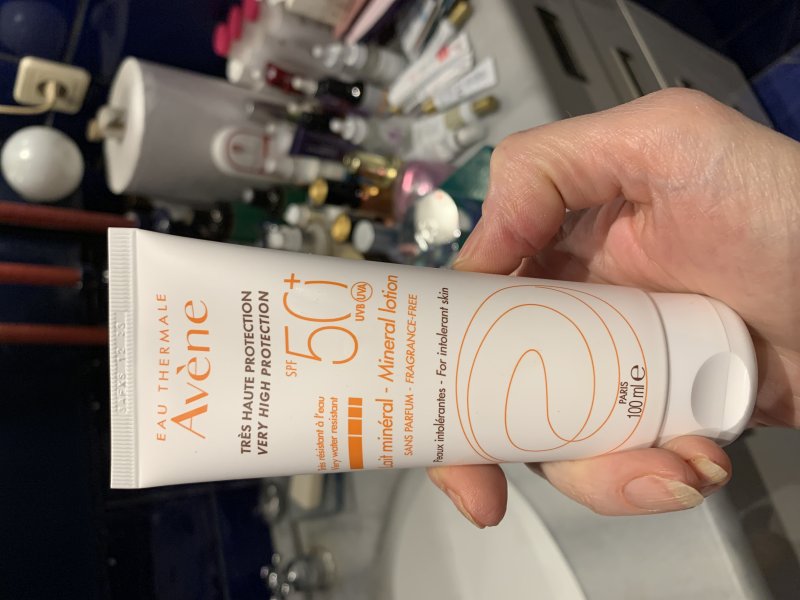 EAU THERMALE
Avène
TRÈS HAUTE PROTECTION
VERY HIGH PROTECTION
SPF 50+
UVB UVA
Très résistant à l'eau
Very water resistant
Lait minéral - Mineral lotion
SANS PARFUM - FRAGRANCE-FREE
Peaux intolérantes - For intolerant skin
PARIS
100 ml e